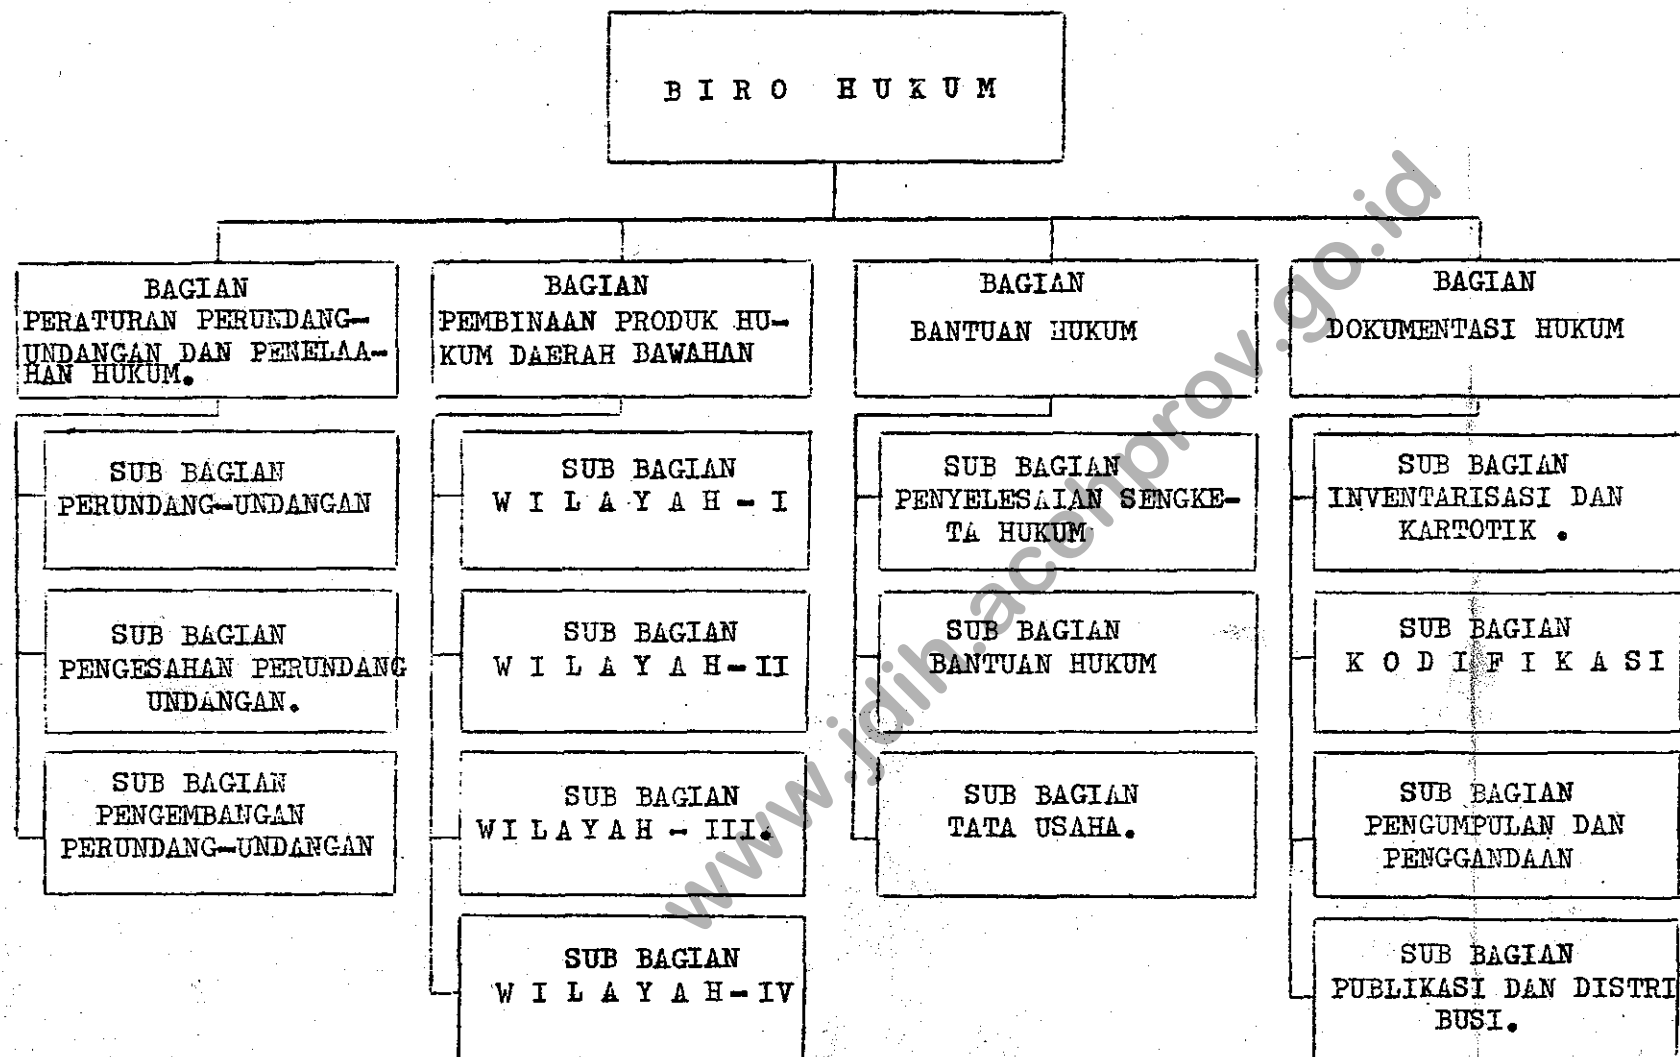 BIRO HUKUM
BAGIAN
PERATURAN PERUNDANG-
UNDANGAN DAN PENELAA-
HAN HUKUM.
SUB BAGIAN
PERUNDANG-UNDANGAN
SUB BAGIAN
PENGESAHAN PERUNDANG
UNDANGAN.
SUB BAGIAN
PENGEMBANGAN
PERUNDANG-UNDANGAN
BAGIAN
PEMBINAAN PRODUK HU-
KUM DAERAH BAWAHAN
SUB BAGIAN
WILAYAH-I
SUB BAGIAN
WILAYAH-II
SUB BAGIAN
WILAYAH - III.
SUB BAGIAN
WILAYAH-IV
BAGIAN
BANTUAN HUKUM
SUB BAGIAN
PENYELESAIAN SENGKE-
TA HUKUM
SUB BAGIAN
BANTUAN HUKUM
SUB BAGIAN
TATA USAHA.
BAGIAN
DOKUMENTASI HUKUM
SUB BAGIAN
INVENTARISASI DAN
KARTOTIK .
SUB BAGIAN
KODIFIKASI
SUB BAGIAN
PENGUMPULAN DAN
PENGGANDAAN
SUB BAGIAN
PUBLIKASI DAN DISTRI
BUSI.
www.jdih.acehprov.go.id